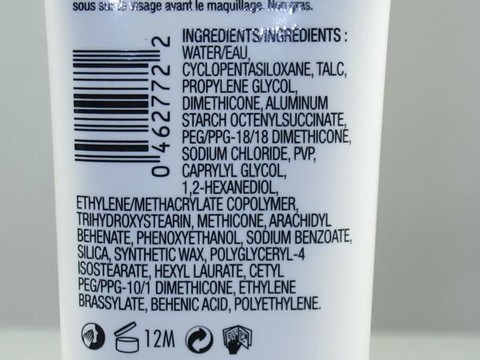 sous sur le visage avant le maquillage. Non gras.
INGREDIENTS/INGRÉDIENTS :
WATER/EAU,
CYCLOPENTASILOXANE, TALC,
PROPYLENE GLYCOL,
DIMETHICONE, ALUMINUM
STARCH OCTENYLSUCCINATE,
PEG/PPG-18/18 DIMETHICONE,
SODIUM CHLORIDE, PVP,
CAPRYLYL GLYCOL,
1,2-HEXANEDIOL,
ETHYLENE/METHACRYLATE COPOLYMER,
TRIHYDROXYSTEARIN, METHICONE, ARACHIDYL
BEHENATE, PHENOXYETHANOL, SODIUM BENZOATE,
SILICA, SYNTHETIC WAX, POLYGLYCERYL-4
ISOSTEARATE, HEXYL LAURATE, CETYL
PEG/PPG-10/1 DIMETHICONE, ETHYLENE
BRASSYLATE, BEHENIC ACID, POLYETHYLENE.
0 462772 2
12M